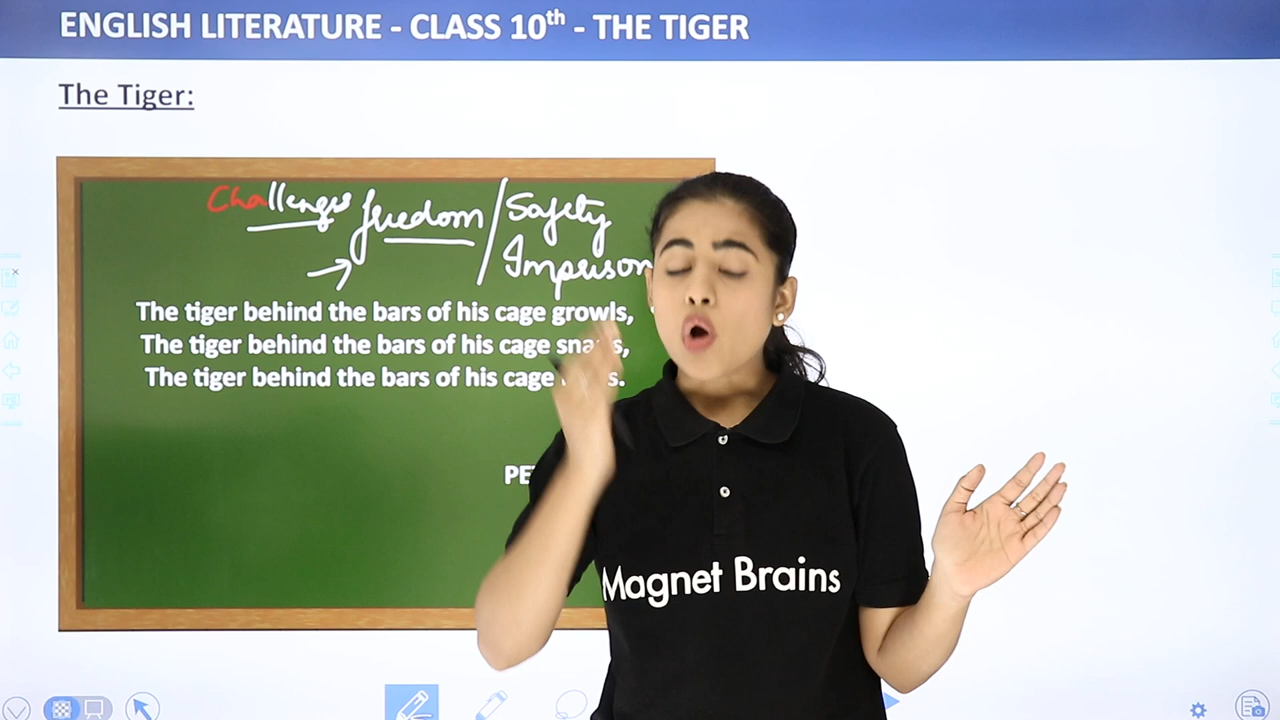 ENGLISH LITERATURE - CLASS 10th - THE TIGER
The Tiger:
Challenges freedom / Safety
Imprison
The tiger behind the bars of his cage growls,
The tiger behind the bars of his cage
The tiger behind the bars of his cage
Magnet Brains